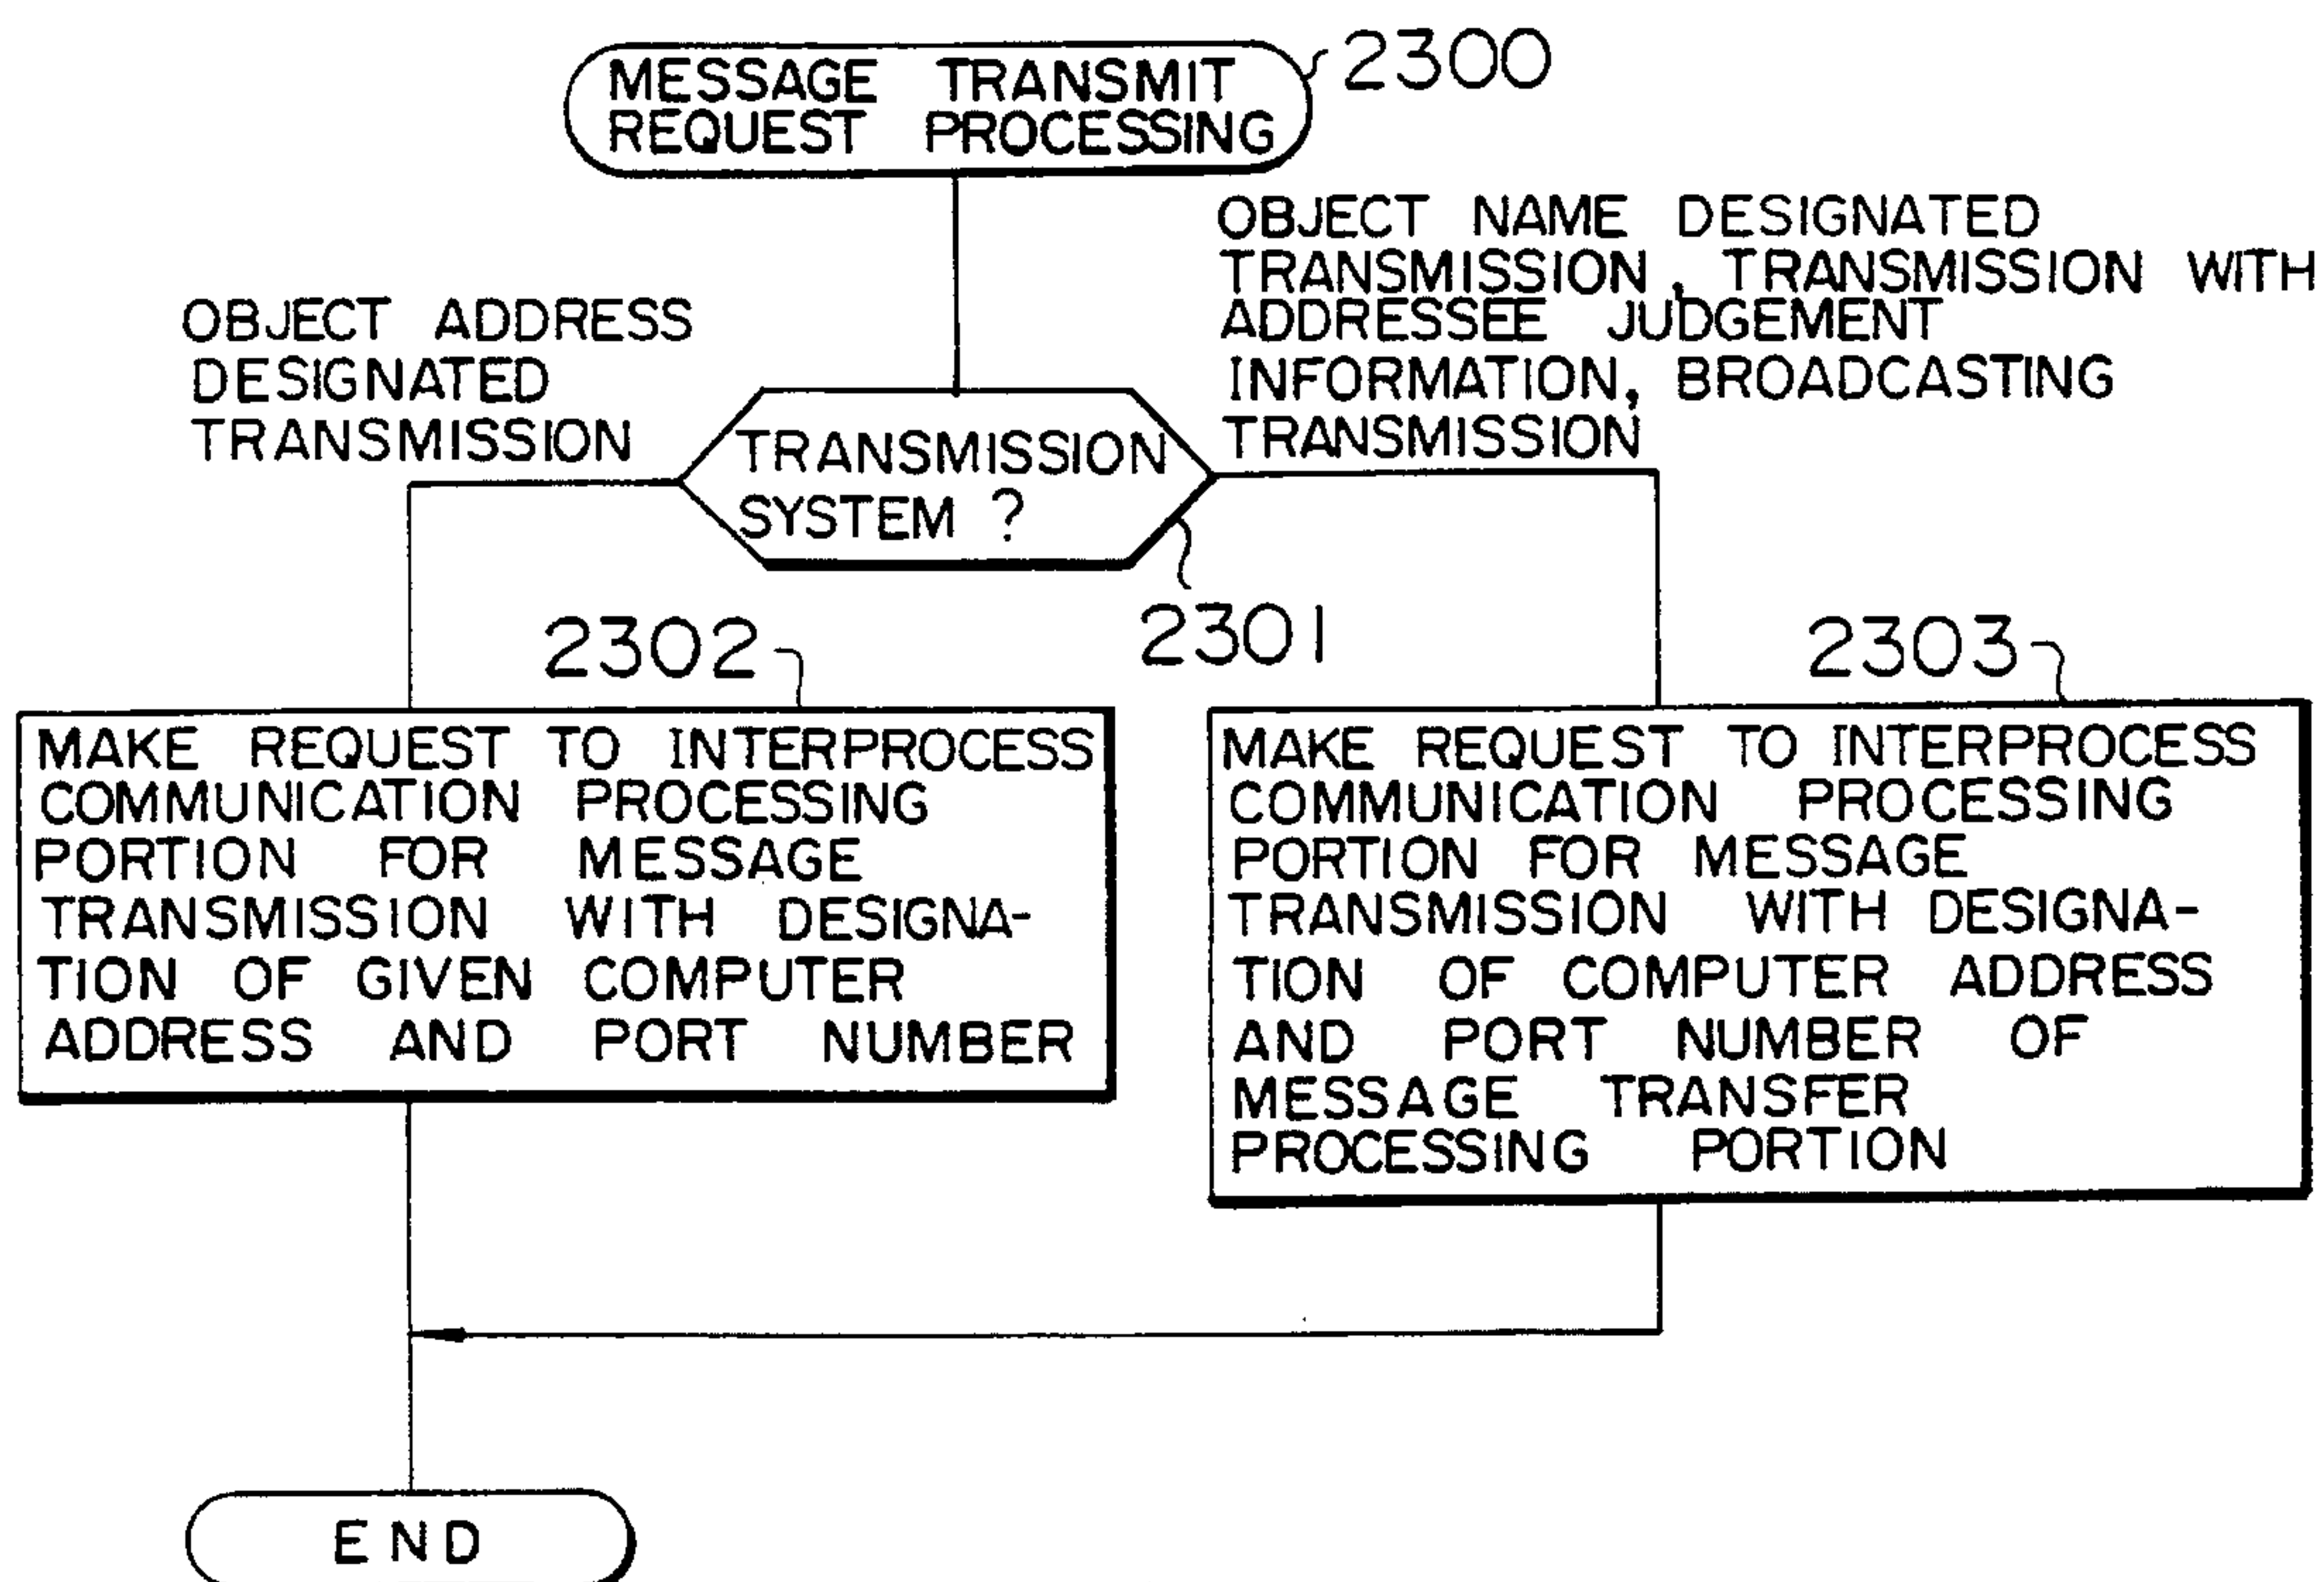 MESSAGE TRANSMIT
REQUEST PROCESSING
2300
OBJECT ADDRESS
DESIGNATED
TRANSMISSION
OBJECT NAME DESIGNATED
TRANSMISSION, TRANSMISSION WITH
ADDRESSEE JUDGEMENT
INFORMATION, BROADCASTING
TRANSMISSION
TRANSMISSION
SYSTEM ?
2301
2302
MAKE REQUEST TO INTERPROCESS
COMMUNICATION PROCESSING
PORTION FOR MESSAGE
TRANSMISSION WITH DESIGNA-
TION OF GIVEN COMPUTER
ADDRESS AND PORT NUMBER
2303
MAKE REQUEST TO INTERPROCESS
COMMUNICATION PROCESSING
PORTION FOR MESSAGE
TRANSMISSION WITH DESIGNA-
TION OF COMPUTER ADDRESS
AND PORT NUMBER OF
MESSAGE TRANSFER
PROCESSING PORTION
END